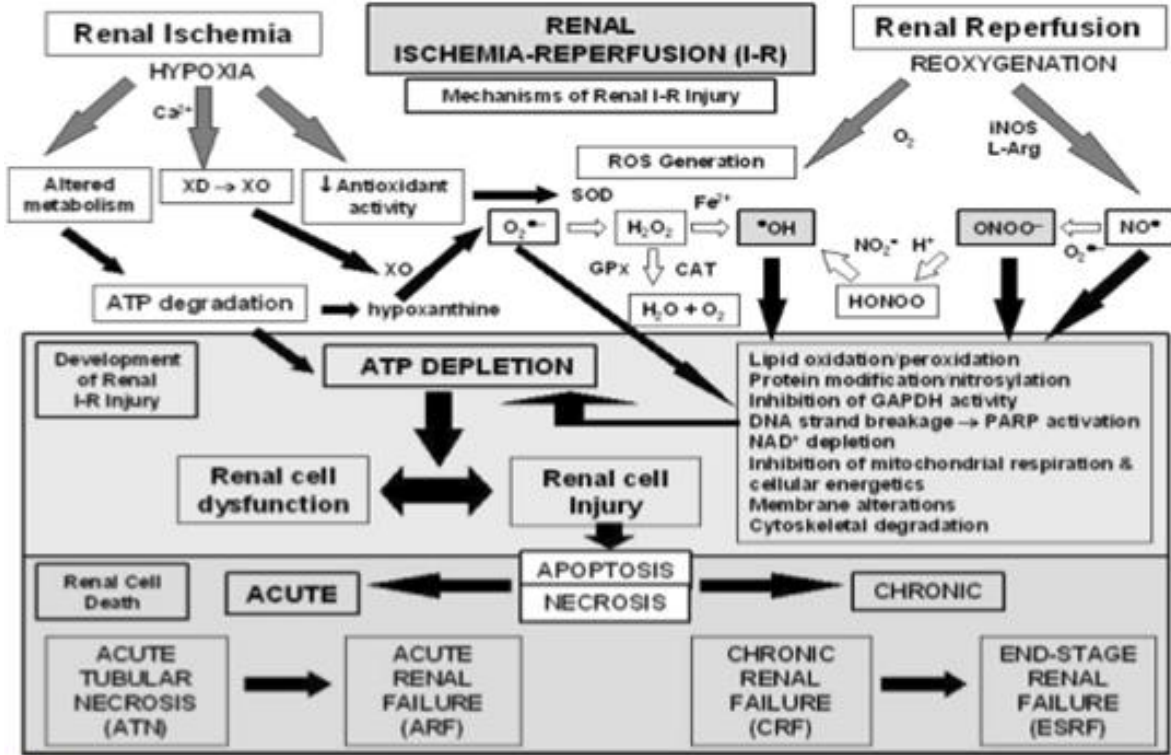 RENAL
ISCHEMIA-REPERFUSION (I-R)
Mechanisms of Renal I-R Injury
Renal Ischemia
HYPOXIA
Ca²⁺
Altered
metabolism
XD → XO
↓ Antioxidant
activity
Renal Reperfusion
REOXYGENATION
O₂
iNOS
L-Arg
ROS Generation
SOD
Fe²⁺
O₂•−
H₂O₂
•OH
ONOO⁻
NO•
O₂•−
NO₂•
H⁺
HONOO
GPx
CAT
H₂O + O₂
XO
ATP degradation
hypoxanthine
Development
of Renal
I-R Injury
ATP DEPLETION
Lipid oxidation/peroxidation
Protein modification/nitrosylation
Inhibition of GAPDH activity
DNA strand breakage → PARP activation
NAD⁺ depletion
Inhibition of mitochondrial respiration &
cellular energetics
Membrane alterations
Cytoskeletal degradation
Renal cell
dysfunction
Renal cell
Injury
Renal Cell
Death
ACUTE
APOPTOSIS
NECROSIS
CHRONIC
ACUTE
TUBULAR
NECROSIS
(ATN)
ACUTE
RENAL
FAILURE
(ARF)
CHRONIC
RENAL
FAILURE
(CRF)
END-STAGE
RENAL
FAILURE
(ESRF)